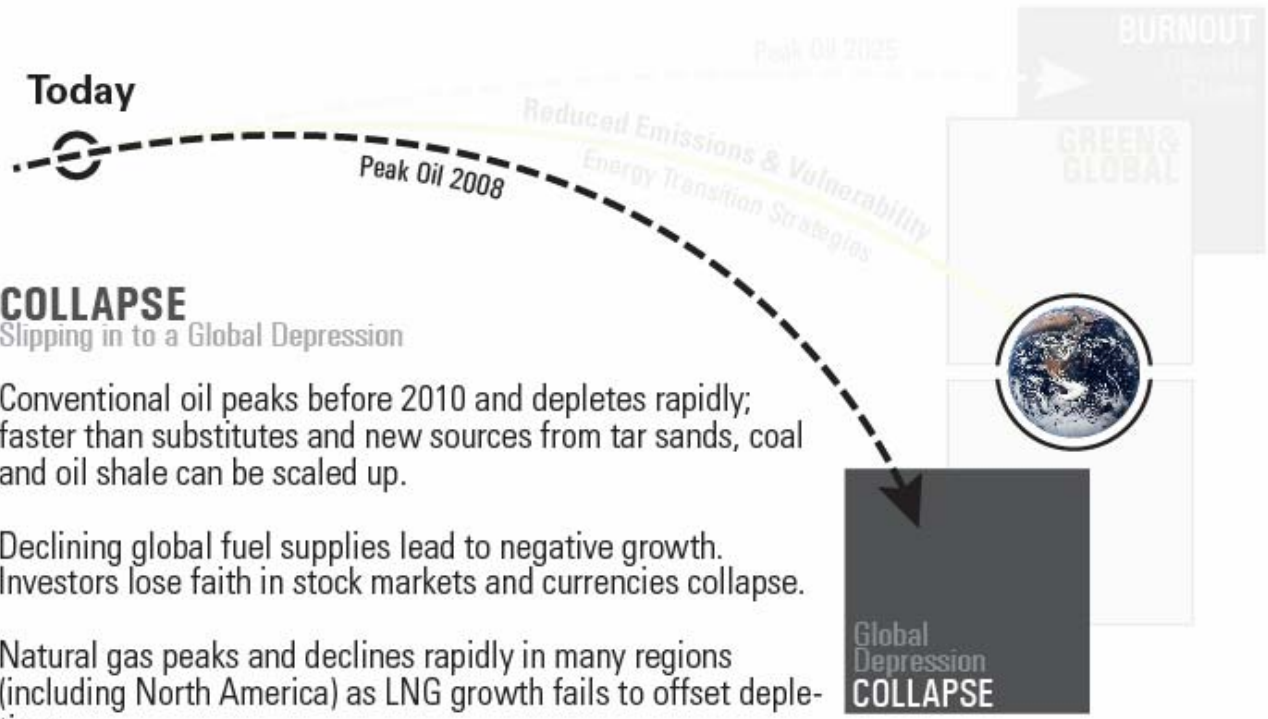 Peak Oil 2025
BURNOUT
Climate
Chaos
Today
Reduced Emissions & Vulnerability
Energy Transition Strategies
GREEN&
GLOBAL
Peak Oil 2008
COLLAPSE
Slipping in to a Global Depression
Conventional oil peaks before 2010 and depletes rapidly;
faster than substitutes and new sources from tar sands, coal
and oil shale can be scaled up.
Declining global fuel supplies lead to negative growth.
Investors lose faith in stock markets and currencies collapse.
Natural gas peaks and declines rapidly in many regions
(including North America) as LNG growth fails to offset deple-
Global
Depression
COLLAPSE